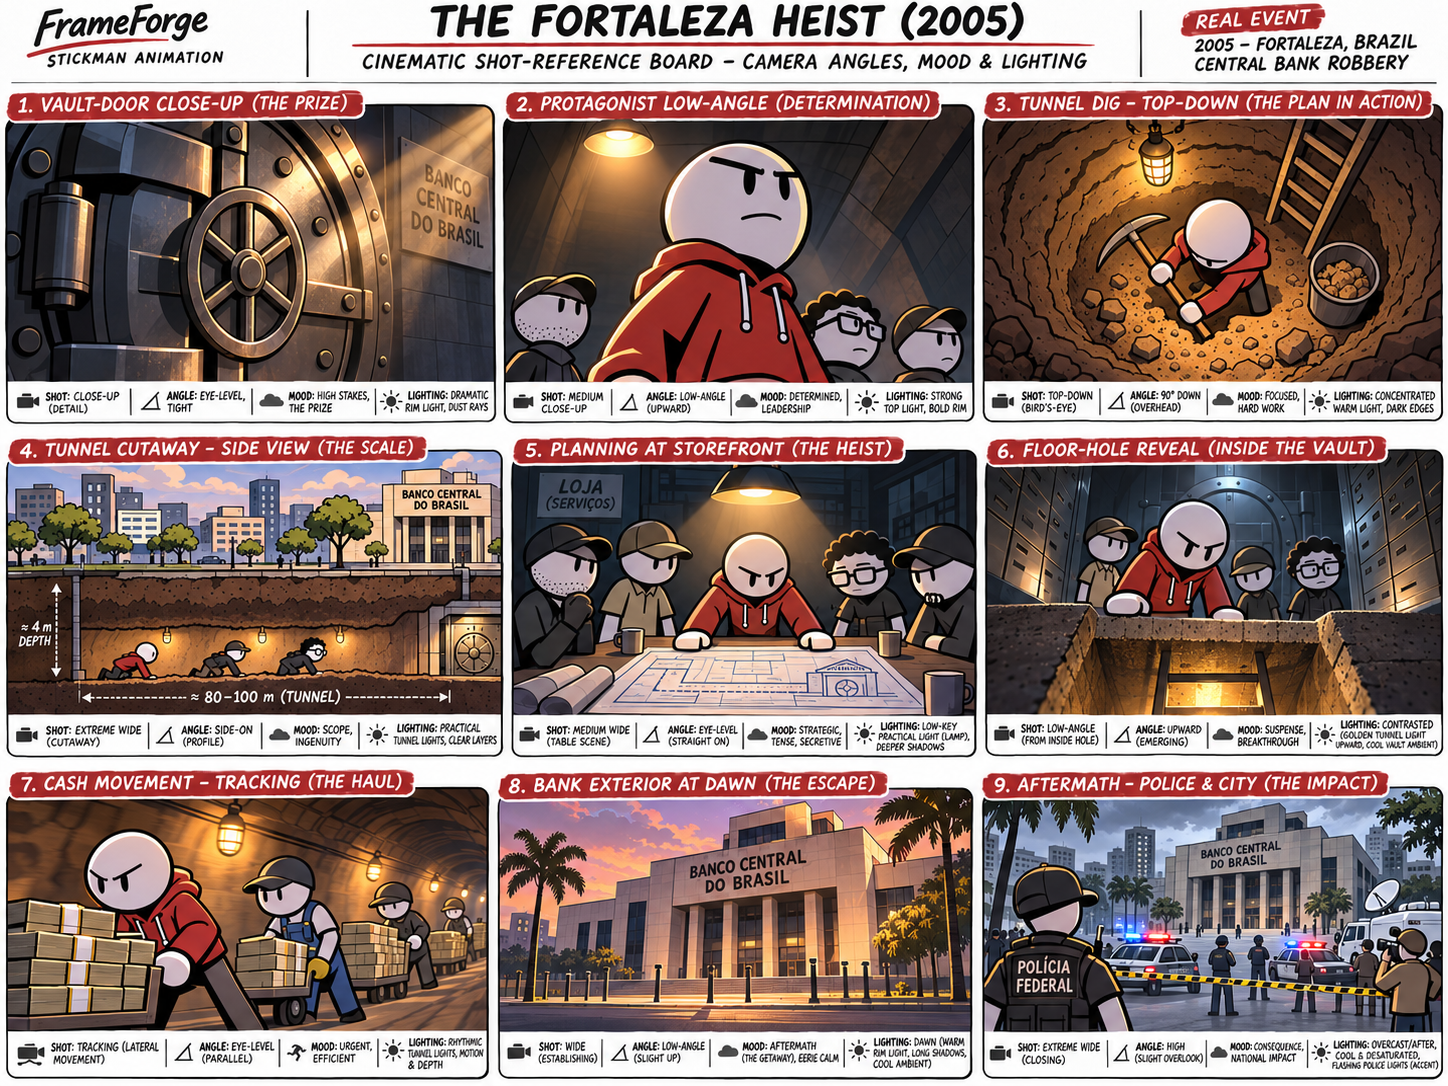 FrameForge
STICKMAN ANIMATION
THE FORTALEZA HEIST (2005)
CINEMATIC SHOT-REFERENCE BOARD – CAMERA ANGLES, MOOD & LIGHTING
REAL EVENT
2005 – FORTALEZA, BRAZIL
CENTRAL BANK ROBBERY
1. VAULT-DOOR CLOSE-UP (THE PRIZE)
BANCO
CENTRAL
DO BRASIL
SHOT: CLOSE-UP
(DETAIL)
ANGLE: EYE-LEVEL,
TIGHT
MOOD: HIGH STAKES,
THE PRIZE
LIGHTING: DRAMATIC
RIM LIGHT, DUST RAYS
2. PROTAGONIST LOW-ANGLE (DETERMINATION)
SHOT: MEDIUM
CLOSE-UP
ANGLE: LOW-ANGLE
(UPWARD)
MOOD: DETERMINED,
LEADERSHIP
LIGHTING: STRONG
TOP LIGHT, BOLD RIM
3. TUNNEL DIG – TOP-DOWN (THE PLAN IN ACTION)
SHOT: TOP-DOWN
(BIRD'S-EYE)
ANGLE: 90° DOWN
(OVERHEAD)
MOOD: FOCUSED,
HARD WORK
LIGHTING: CONCENTRATED
WARM LIGHT, DARK EDGES
4. TUNNEL CUTAWAY – SIDE VIEW (THE SCALE)
BANCO CENTRAL
DO BRASIL
≈ 4 m
DEPTH
≈ 80–100 m (TUNNEL)
SHOT: EXTREME WIDE
(CUTAWAY)
ANGLE: SIDE-ON
(PROFILE)
MOOD: SCOPE,
INGENUITY
LIGHTING: PRACTICAL
TUNNEL LIGHTS, CLEAR LAYERS
5. PLANNING AT STOREFRONT (THE HEIST)
LOJA
(SERVIÇOS)
SHOT: MEDIUM WIDE
(TABLE SCENE)
ANGLE: EYE-LEVEL
(STRAIGHT ON)
MOOD: STRATEGIC,
TENSE, SECRETIVE
LIGHTING: LOW-KEY
PRACTICAL LIGHT (LAMP),
DEEPER SHADOWS
6. FLOOR-HOLE REVEAL (INSIDE THE VAULT)
SHOT: LOW-ANGLE
(FROM INSIDE HOLE)
ANGLE: UPWARD
(EMERGING)
MOOD: SUSPENSE,
BREAKTHROUGH
LIGHTING: CONTRASTED
(GOLDEN TUNNEL LIGHT
UPWARD, COOL VAULT AMBIENT)
7. CASH MOVEMENT – TRACKING (THE HAUL)
SHOT: TRACKING (LATERAL
MOVEMENT)
ANGLE: EYE-LEVEL
(PARALLEL)
MOOD: URGENT,
EFFICIENT
LIGHTING: RHYTHMIC
TUNNEL LIGHTS, MOTION
& DEPTH
8. BANK EXTERIOR AT DAWN (THE ESCAPE)
BANCO CENTRAL
DO BRASIL
SHOT: WIDE
(ESTABLISHING)
ANGLE: LOW-ANGLE
(SLIGHT UP)
MOOD: AFTERMATH
(THE GETAWAY), EERIE CALM
LIGHTING: DAWN (WARM
RIM LIGHT, LONG SHADOWS,
COOL AMBIENT)
9. AFTERMATH – POLICE & CITY (THE IMPACT)
BANCO CENTRAL
DO BRASIL
POLÍCIA
FEDERAL
SHOT: EXTREME WIDE
(CLOSING)
ANGLE: HIGH
(SLIGHT OVERLOOK)
MOOD: CONSEQUENCE,
NATIONAL IMPACT
LIGHTING: OVERCAST/AFTER,
COOL & DESATURATED,
FLASHING POLICE LIGHTS (ACCENT)